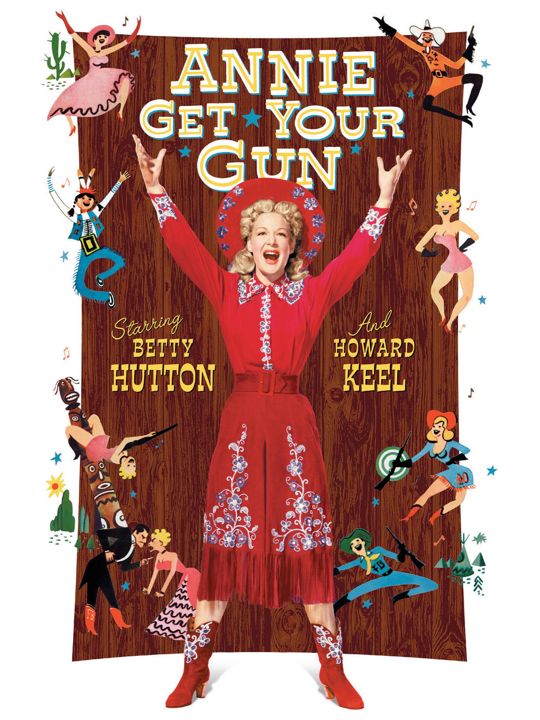 ANNIE
GET YOUR
GUN
Starring
BETTY
HUTTON
And
HOWARD
KEEL